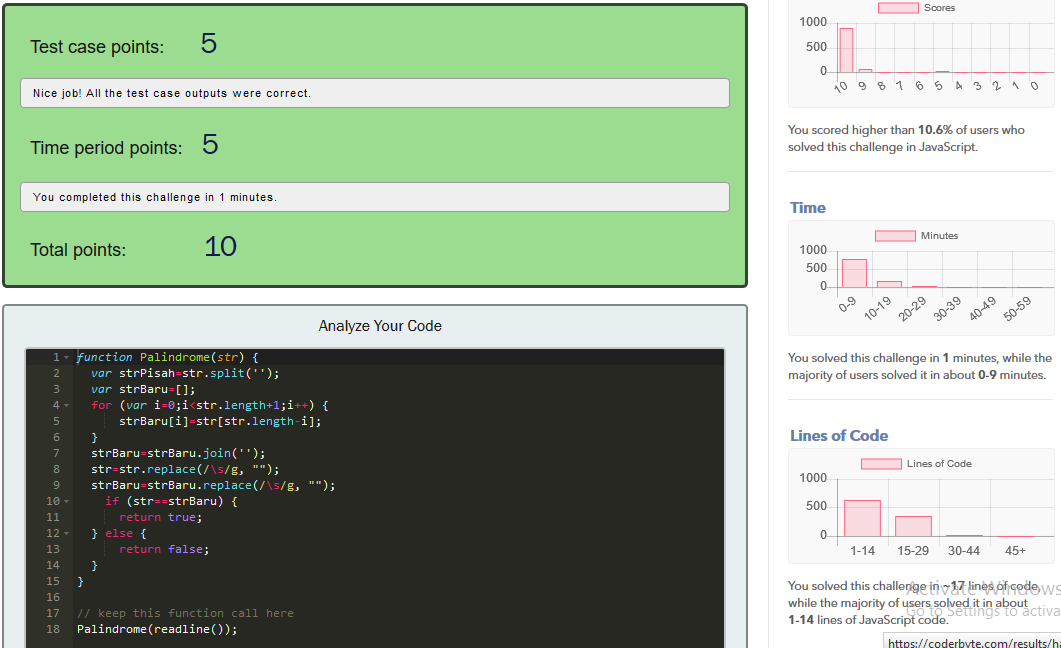 Test case points: 5
Nice job! All the test case outputs were correct.
Time period points: 5
You completed this challenge in 1 minutes.
Total points: 10
Analyze Your Code
1 function Palindrome(str) {
2 var strPisah=str.split('');
3 var strBaru=[];
4 for (var i=0;i<str.length+1;i++) {
5 strBaru[i]=str[str.length-i];
6 }
7 strBaru=strBaru.join('');
8 str=str.replace(/\s/g, "");
9 strBaru=strBaru.replace(/\s/g, "");
10 if (str==strBaru) {
11 return true;
12 } else {
13 return false;
14 }
15 }
16
17 // keep this function call here
18 Palindrome(readline());
Scores
1000
500
0
10 9 8 7 6 5 4 3 2 1 0
You scored higher than 10.6% of users who
solved this challenge in JavaScript.
Time
Minutes
1000
500
0
0-9 10-19 20-29 30-39 40-49 50-59
You solved this challenge in 1 minutes, while the
majority of users solved it in about 0-9 minutes.
Lines of Code
Lines of Code
1000
500
0
1-14 15-29 30-44 45+
You solved this challenge in ~17 lines of code,
while the majority of users solved it in about
1-14 lines of JavaScript code.
Activate Windows
Go to Settings to activa
https://coderbyte.com/results/ha